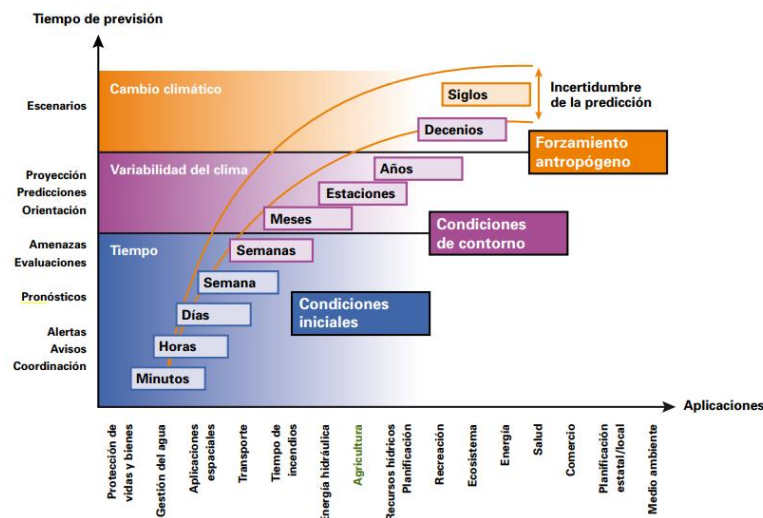 Tiempo de previsión
Escenarios
Proyección
Predicciones
Orientación
Amenazas
Evaluaciones
Pronósticos
Alertas
Avisos
Coordinación
Cambio climático
Siglos
Decenios
Incertidumbre
de la predicción
Forzamiento
antropógeno
Variabilidad del clima
Años
Estaciones
Meses
Condiciones
de contorno
Tiempo
Semanas
Semana
Días
Horas
Minutos
Condiciones
iniciales
Aplicaciones
Protección de
vidas y bienes
Gestión del agua
Aplicaciones
espaciales
Transporte
Tiempo de
incendios
Energía hidráulica
Agricultura
Recursos hídricos
Planificación
Recreación
Ecosistema
Energía
Salud
Comercio
Planificación
estatal/local
Medio ambiente